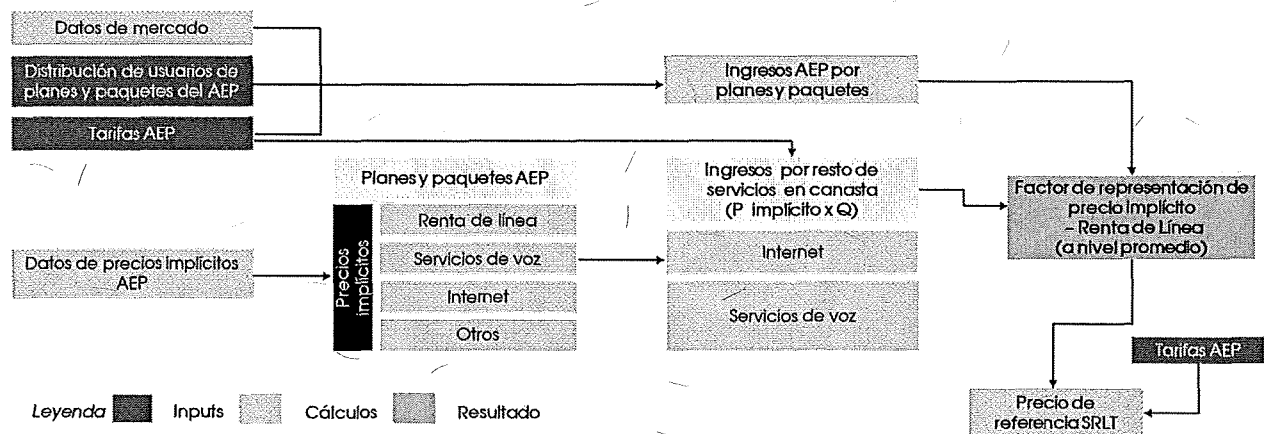 Datos de mercado
Distribución de usuarios de
planes y paquetes del AEP
Tarifas AEP
Ingresos AEP por
planes y paquetes
Planes y paquetes AEP
Ingresos por resto de
servicios en canasta
(P implícito x Q)
Factor de representación de
precio implícito
– Renta de Línea
(a nivel promedio)
Datos de precios implícitos
AEP
Precios
implícitos
Renta de línea
Servicios de voz
Internet
Otros
Internet
Servicios de voz
Tarifas AEP
Precio de
referencia SRLT
Leyenda Inputs Cálculos Resultado